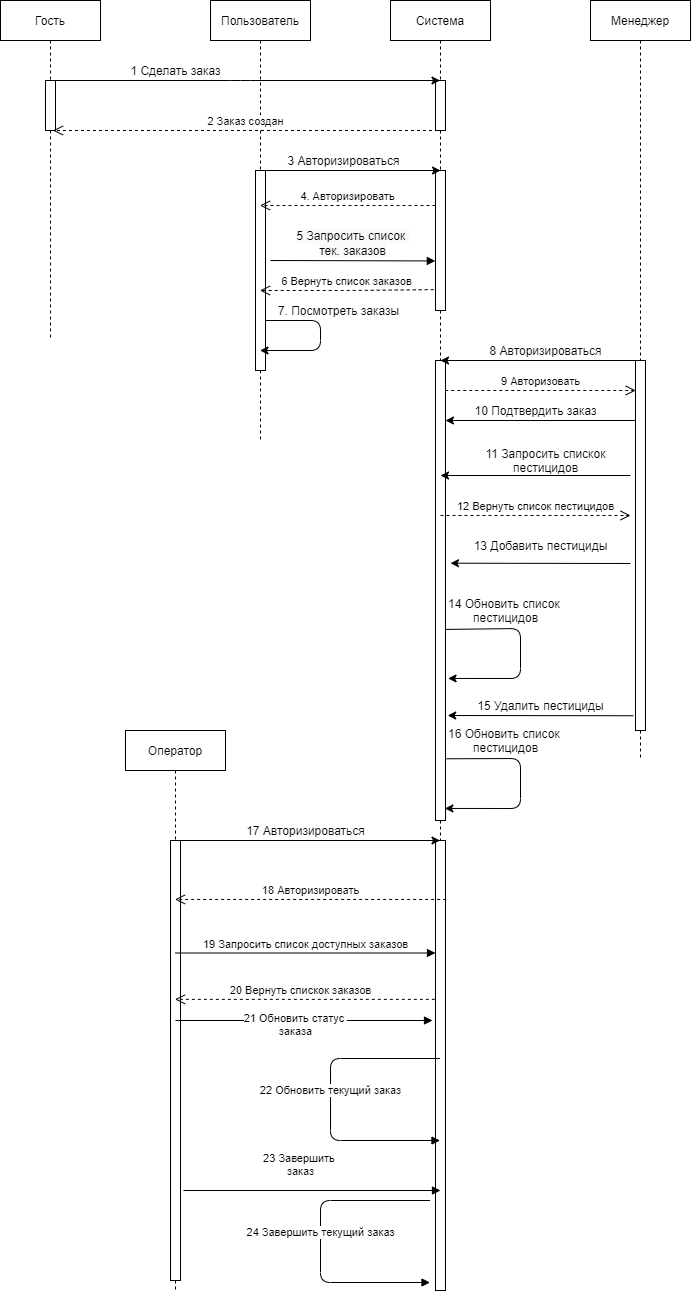 Гость
Пользователь
Система
Менеджер
1 Сделать заказ
2 Заказ создан
3 Авторизироваться
4. Авторизировать
5 Запросить список
тек. заказов
6 Вернуть список заказов
7. Посмотреть заказы
8 Авторизироваться
9 Авторизовать
10 Подтвердить заказ
11 Запросить спискок
пестицидов
12 Вернуть список пестицидов
13 Добавить пестициды
14 Обновить список
пестицидов
15 Удалить пестициды
16 Обновить список
пестицидов
Оператор
17 Авторизироваться
18 Авторизировать
19 Запросить список доступных заказов
20 Вернуть спискок заказов
21 Обновить статус
заказа
22 Обновить текущий заказ
23 Завершить
заказ
24 Завершить текущий заказ